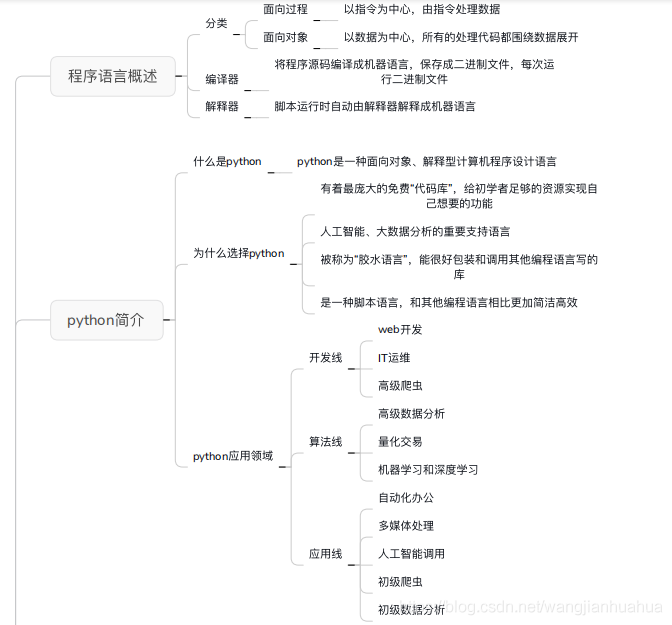 面向过程
以指令为中心，由指令处理数据
分类
面向对象
以数据为中心，所有的处理代码都围绕数据展开
程序语言概述
编译器
将程序源码编译成机器语言，保存成二进制文件，每次运
行二进制文件
解释器
脚本运行时自动由解释器解释成机器语言
什么是python
python是一种面向对象、解释型计算机程序设计语言
有着最庞大的免费“代码库”，给初学者足够的资源实现自
己想要的功能
人工智能、大数据分析的重要支持语言
为什么选择python
被称为“胶水语言”，能很好包装和调用其他编程语言写的
库
是一种脚本语言，和其他编程语言相比更加简洁高效
python简介
web开发
开发线
IT运维
高级爬虫
高级数据分析
算法线
量化交易
python应用领域
机器学习和深度学习
自动化办公
多媒体处理
应用线
人工智能调用
初级爬虫
初级数据分析
blog.csdn.net/wangjianhuahua